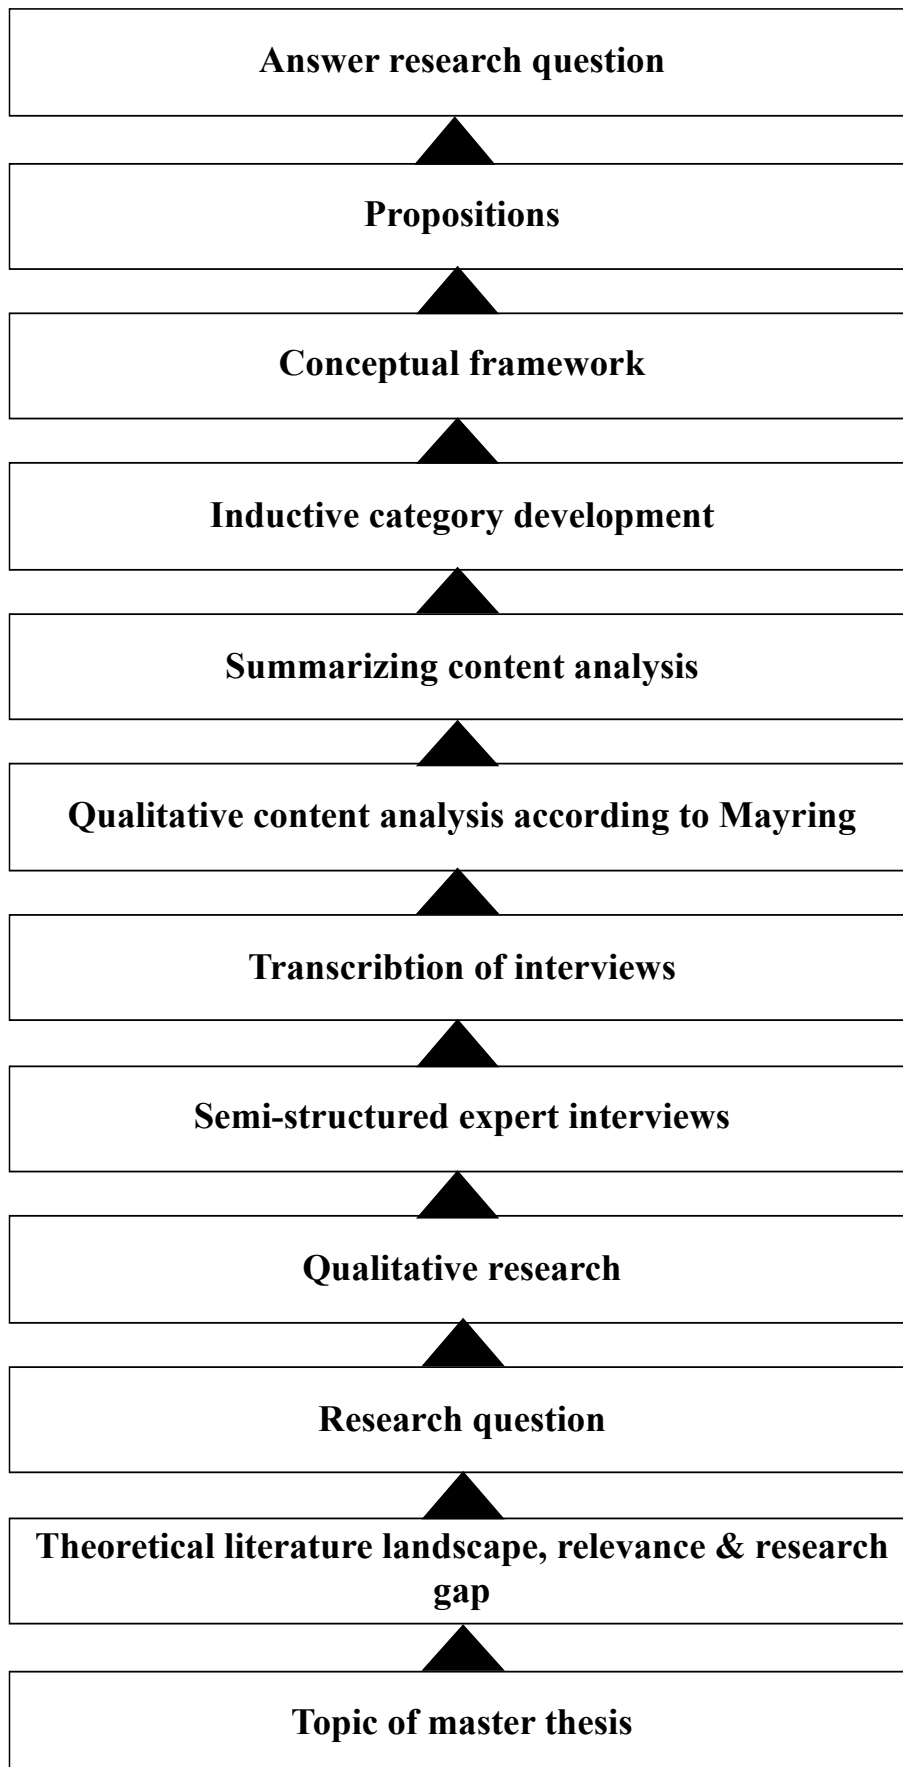 Answer research question
Propositions
Conceptual framework
Inductive category development
Summarizing content analysis
Qualitative content analysis according to Mayring
Transcribtion of interviews
Semi-structured expert interviews
Qualitative research
Research question
Theoretical literature landscape, relevance & research
gap
Topic of master thesis